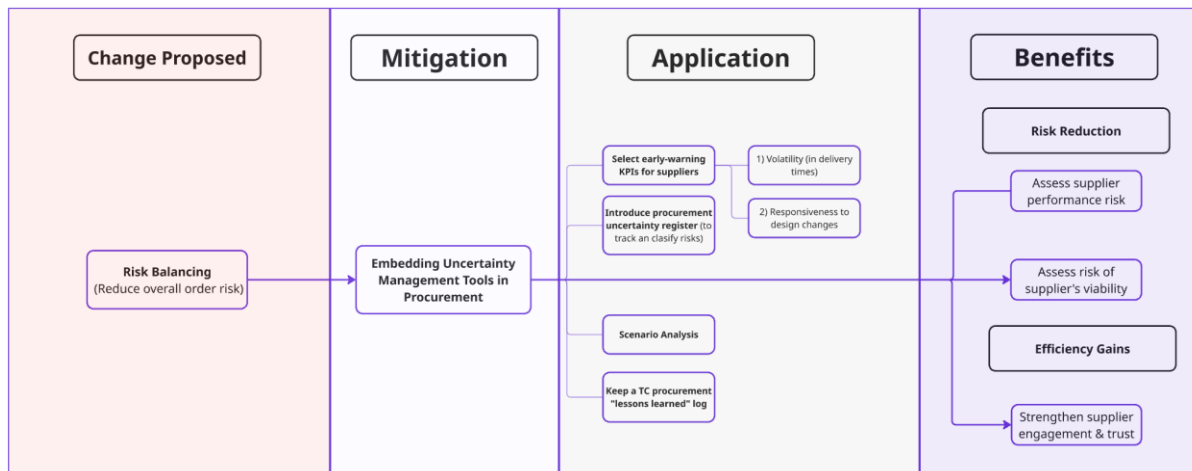 Change Proposed
Mitigation
Application
Benefits
Risk Balancing
(Reduce overall order risk)
Embedding Uncertainty
Management Tools in
Procurement
Select early-warning
KPIs for suppliers
1) Volatility (in delivery
times)
2) Responsiveness to
design changes
Introduce procurement
uncertainty register (to
track an clasify risks)
Scenario Analysis
Keep a TC procurement
"lessons learned" log
Risk Reduction
Assess supplier
performance risk
Assess risk of
supplier's viability
Efficiency Gains
Strengthen supplier
engagement & trust